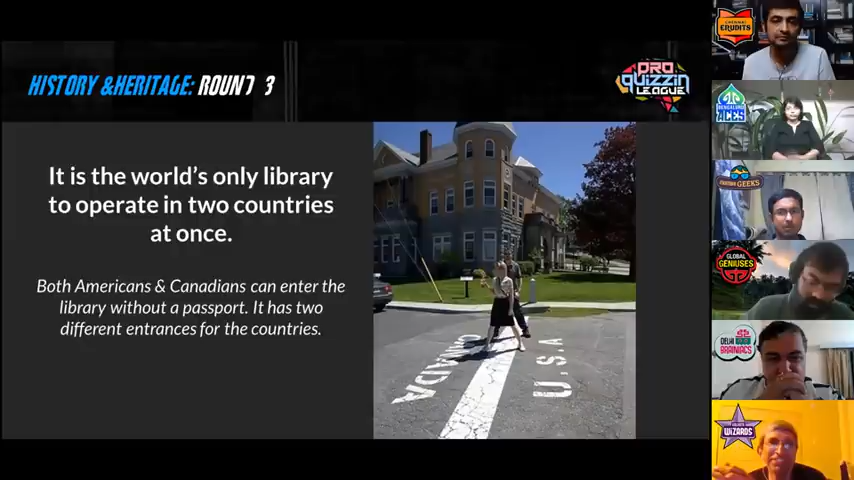 HISTORY &HERITAGE: ROUND 3
PRO
QUIZZING
LEAGUE
It is the world's only library
to operate in two countries
at once.
Both Americans & Canadians can enter the
library without a passport. It has two
different entrances for the countries.
CANADA
U.S.A
CHENNAI
ERUDITS
BENGALURU
ACES
GEEKS
GLOBAL
GENIUSES
DELHI
BRAINIACS
WIZARDS